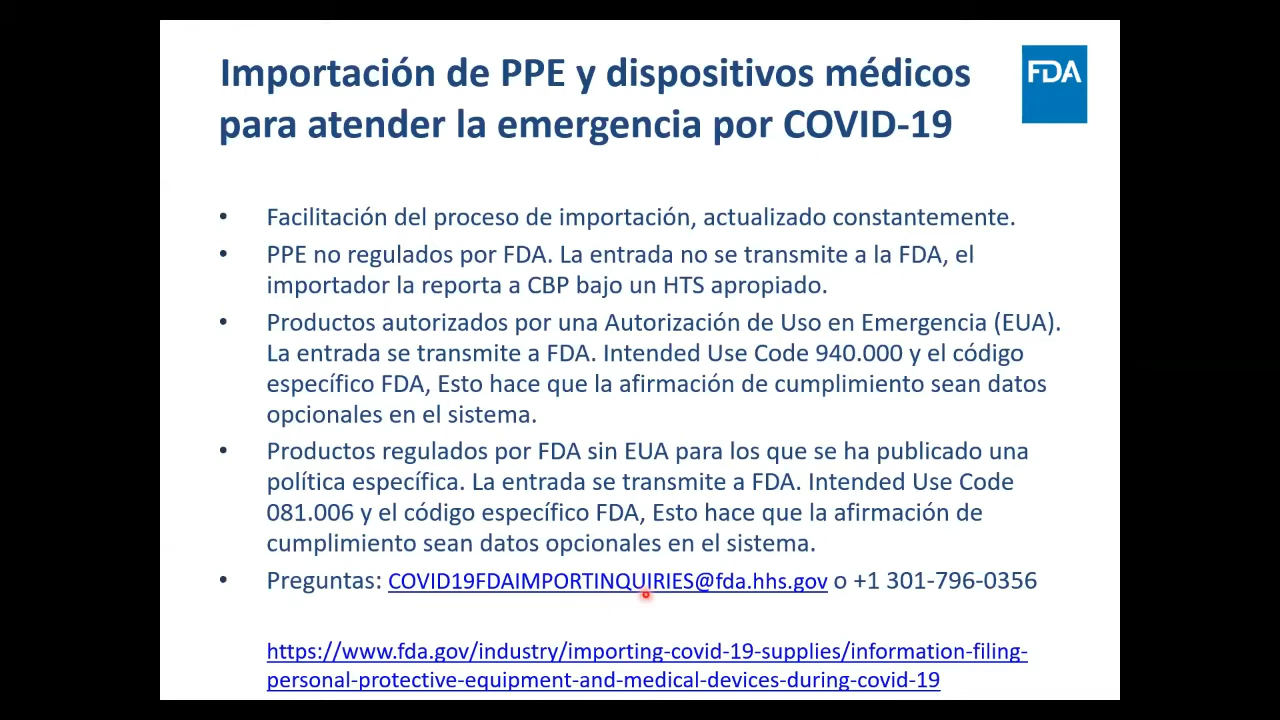 Importación de PPE y dispositivos médicos
para atender la emergencia por COVID-19
FDA
• Facilitación del proceso de importación, actualizado constantemente.
• PPE no regulados por FDA. La entrada no se transmite a la FDA, el
importador la reporta a CBP bajo un HTS apropiado.
• Productos autorizados por una Autorización de Uso en Emergencia (EUA).
La entrada se transmite a FDA. Intended Use Code 940.000 y el código
específico FDA, Esto hace que la afirmación de cumplimiento sean datos
opcionales en el sistema.
• Productos regulados por FDA sin EUA para los que se ha publicado una
política específica. La entrada se transmite a FDA. Intended Use Code
081.006 y el código específico FDA, Esto hace que la afirmación de
cumplimiento sean datos opcionales en el sistema.
• Preguntas: COVID19FDAIMPORTINQUIRIES@fda.hhs.gov o +1 301-796-0356
https://www.fda.gov/industry/importing-covid-19-supplies/information-filing-
personal-protective-equipment-and-medical-devices-during-covid-19